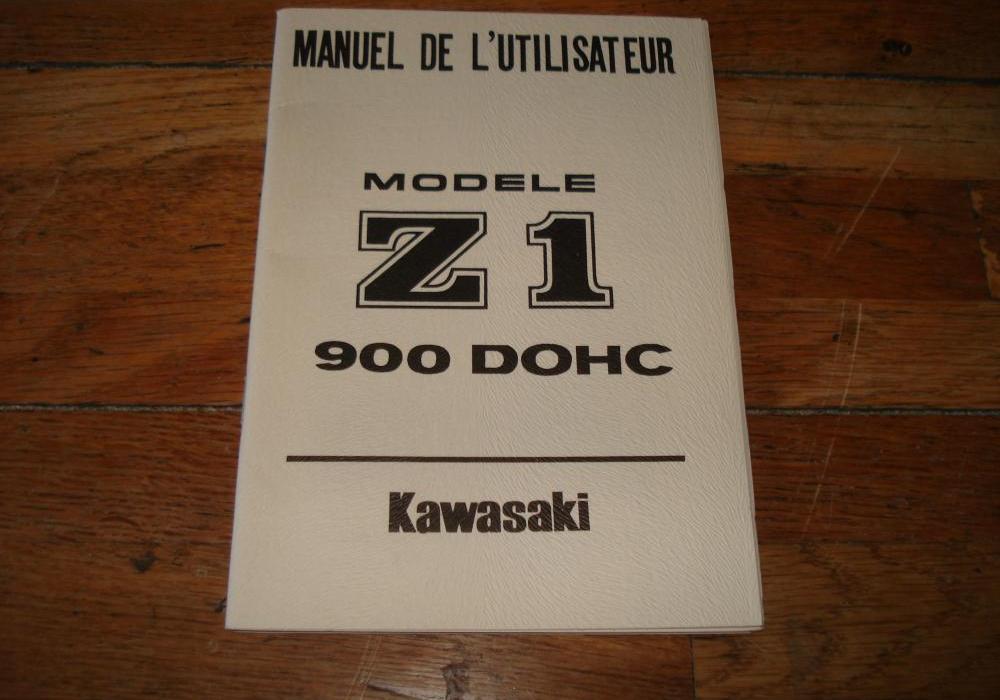 MANUEL DE L'UTILISATEUR
MODELE
Z1
900 DOHC
Kawasaki